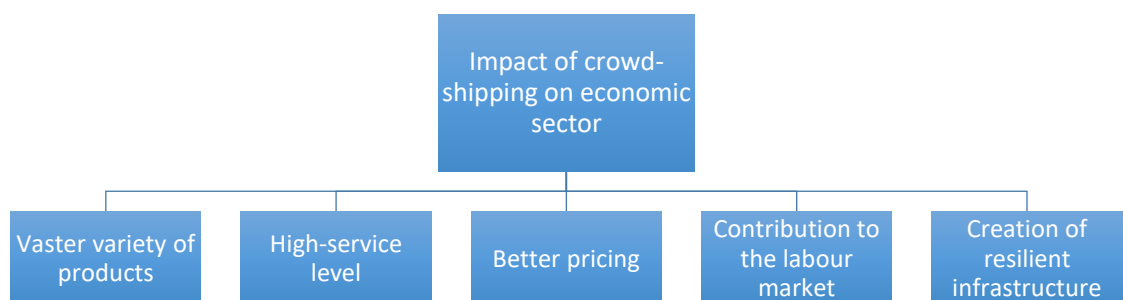 Impact of crowd-
shipping on economic
sector
Vaster variety of
products
High-service
level
Better pricing
Contribution to
the labour
market
Creation of
resilient
infrastructure